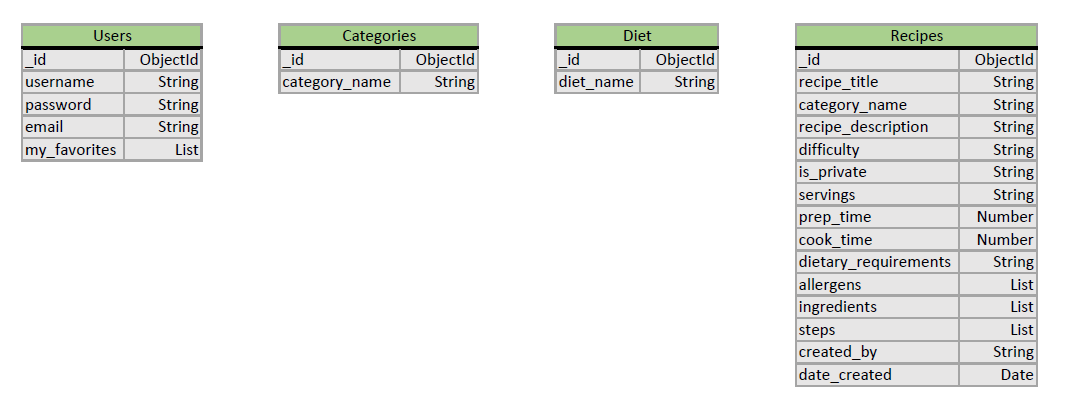 Users
_id ObjectId
username String
password String
email String
my_favorites List
Categories
_id ObjectId
category_name String
Diet
_id ObjectId
diet_name String
Recipes
_id ObjectId
recipe_title String
category_name String
recipe_description String
difficulty String
is_private String
servings String
prep_time Number
cook_time Number
dietary_requirements String
allergens List
ingredients List
steps List
created_by String
date_created Date